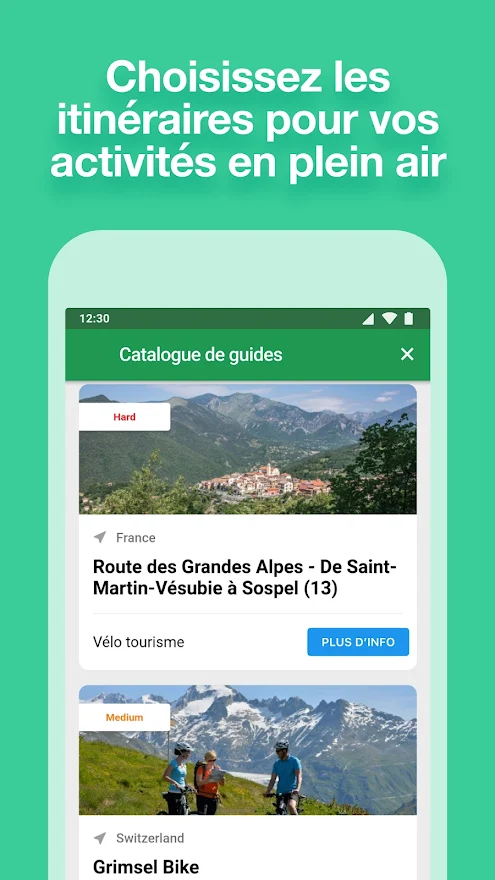 Choisissez les
itinéraires pour vos
activités en plein air
12:30
Catalogue de guides
Hard
France
Route des Grandes Alpes - De Saint-
Martin-Vésubie à Sospel (13)
Vélo tourisme
PLUS D'INFO
Medium
Switzerland
Grimsel Bike